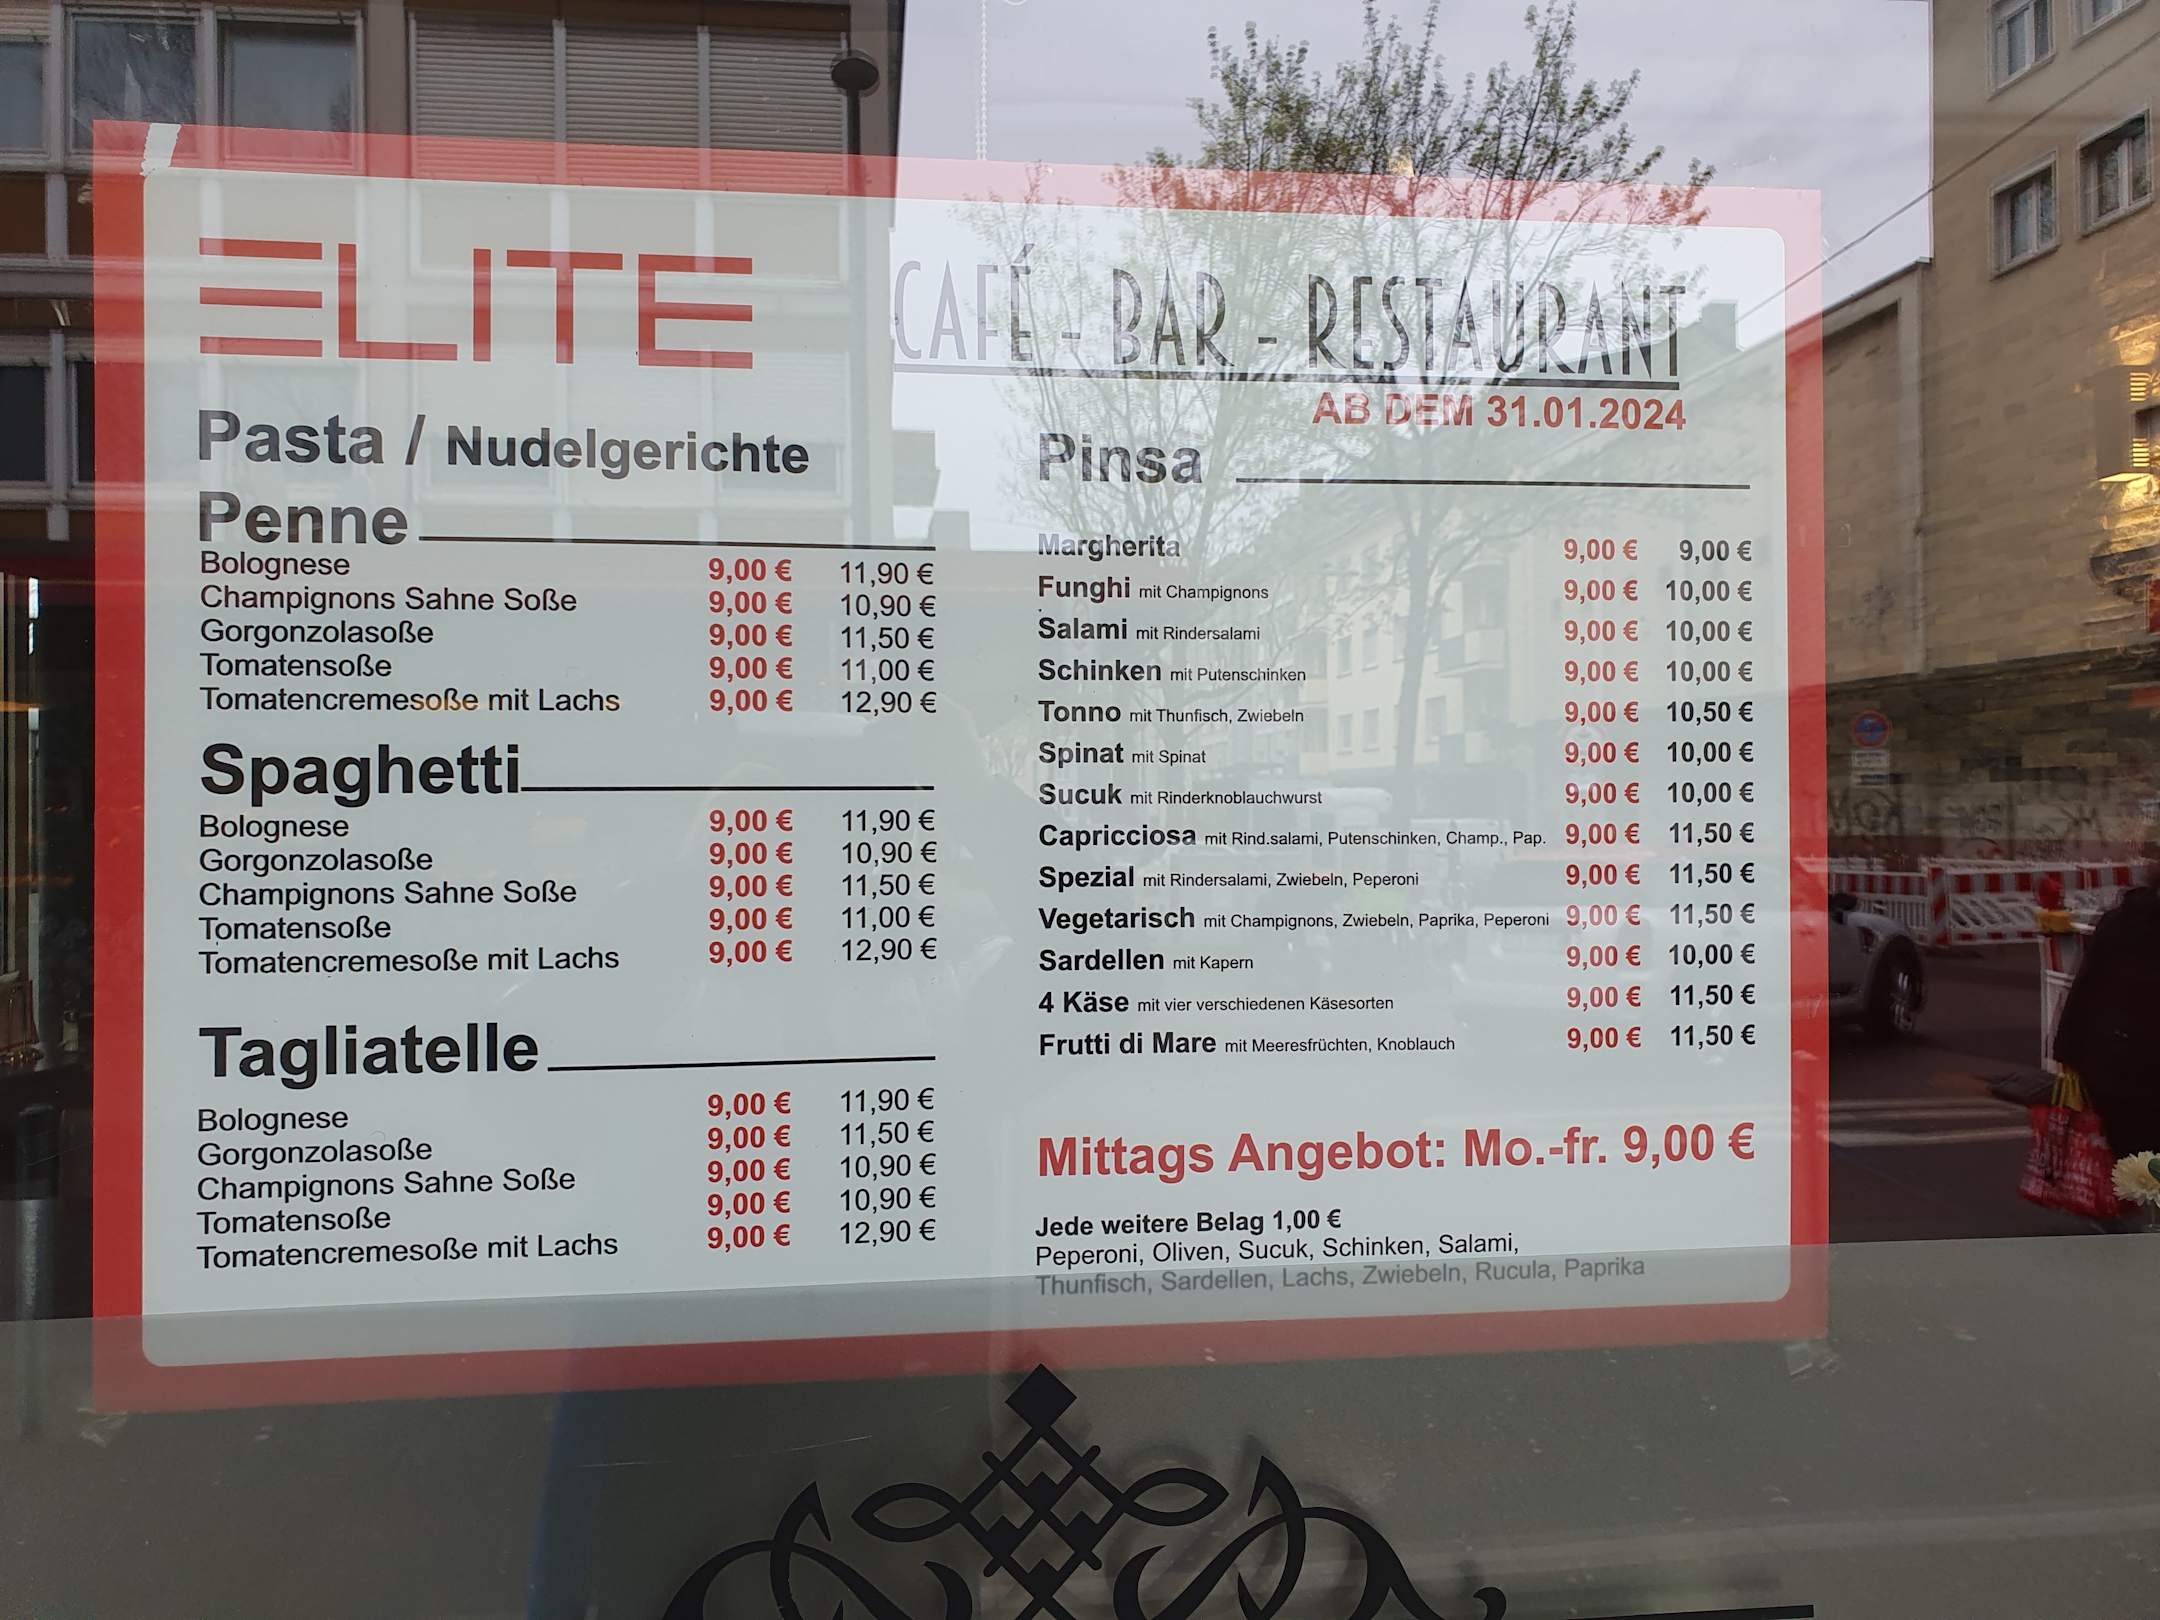 ELITE CAFÉ - BAR - RESTAURANT
AB DEM 31.01.2024
Pasta / Nudelgerichte
Penne
Bolognese 9,00 € 11,90 €
Champignons Sahne Soße 9,00 € 10,90 €
Gorgonzolasoße 9,00 € 11,50 €
Tomatensoße 9,00 € 11,00 €
Tomatencremesoße mit Lachs 9,00 € 12,90 €
Spaghetti
Bolognese 9,00 € 11,90 €
Gorgonzolasoße 9,00 € 10,90 €
Champignons Sahne Soße 9,00 € 11,50 €
Tomatensoße 9,00 € 11,00 €
Tomatencremesoße mit Lachs 9,00 € 12,90 €
Tagliatelle
Bolognese 9,00 € 11,90 €
Gorgonzolasoße 9,00 € 11,50 €
Champignons Sahne Soße 9,00 € 10,90 €
Tomatensoße 9,00 € 10,90 €
Tomatencremesoße mit Lachs 9,00 € 12,90 €
Pinsa
Margherita 9,00 € 9,00 €
Funghi mit Champignons 9,00 € 10,00 €
Salami mit Rindersalami 9,00 € 10,00 €
Schinken mit Putenschinken 9,00 € 10,00 €
Tonno mit Thunfisch, Zwiebeln 9,00 € 10,50 €
Spinat mit Spinat 9,00 € 10,00 €
Sucuk mit Rinderknoblauchwurst 9,00 € 10,00 €
Capricciosa mit Rind.salami, Putenschinken, Champ., Pap. 9,00 € 11,50 €
Spezial mit Rindersalami, Zwiebeln, Peperoni 9,00 € 11,50 €
Vegetarisch mit Champignons, Zwiebeln, Paprika, Peperoni 9,00 € 11,50 €
Sardellen mit Kapern 9,00 € 10,00 €
4 Käse mit vier verschiedenen Käsesorten 9,00 € 11,50 €
Frutti di Mare mit Meeresfrüchten, Knoblauch 9,00 € 11,50 €
Mittags Angebot: Mo.-fr. 9,00 €
Jede weitere Belag 1,00 €
Peperoni, Oliven, Sucuk, Schinken, Salami,
Thunfisch, Sardellen, Lachs, Zwiebeln, Rucula, Paprika